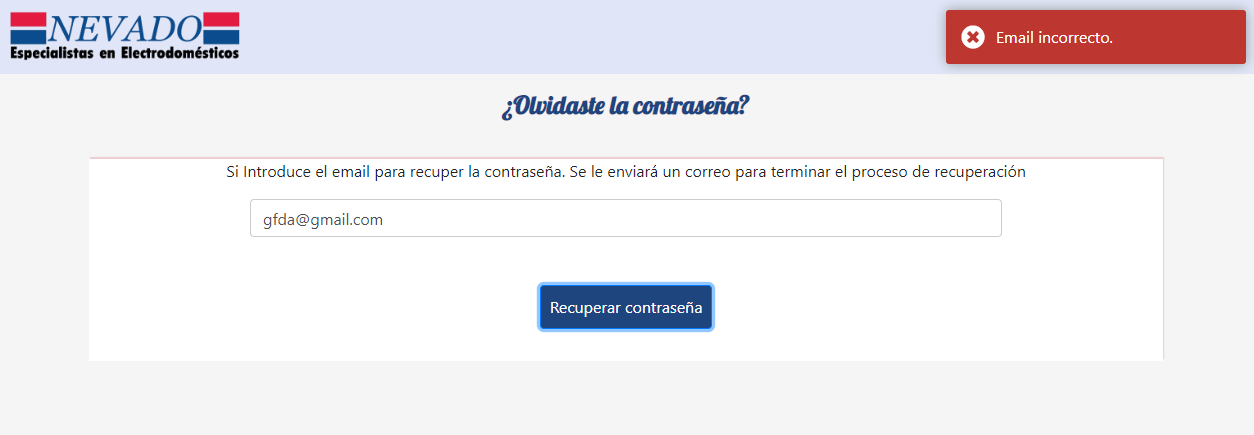 NEVADO
Especialistas en Electrodomésticos
Email incorrecto.
¿Olvidaste la contraseña?
Si Introduce el email para recuper la contraseña. Se le enviará un correo para terminar el proceso de recuperación
gfda@gmail.com
Recuperar contraseña